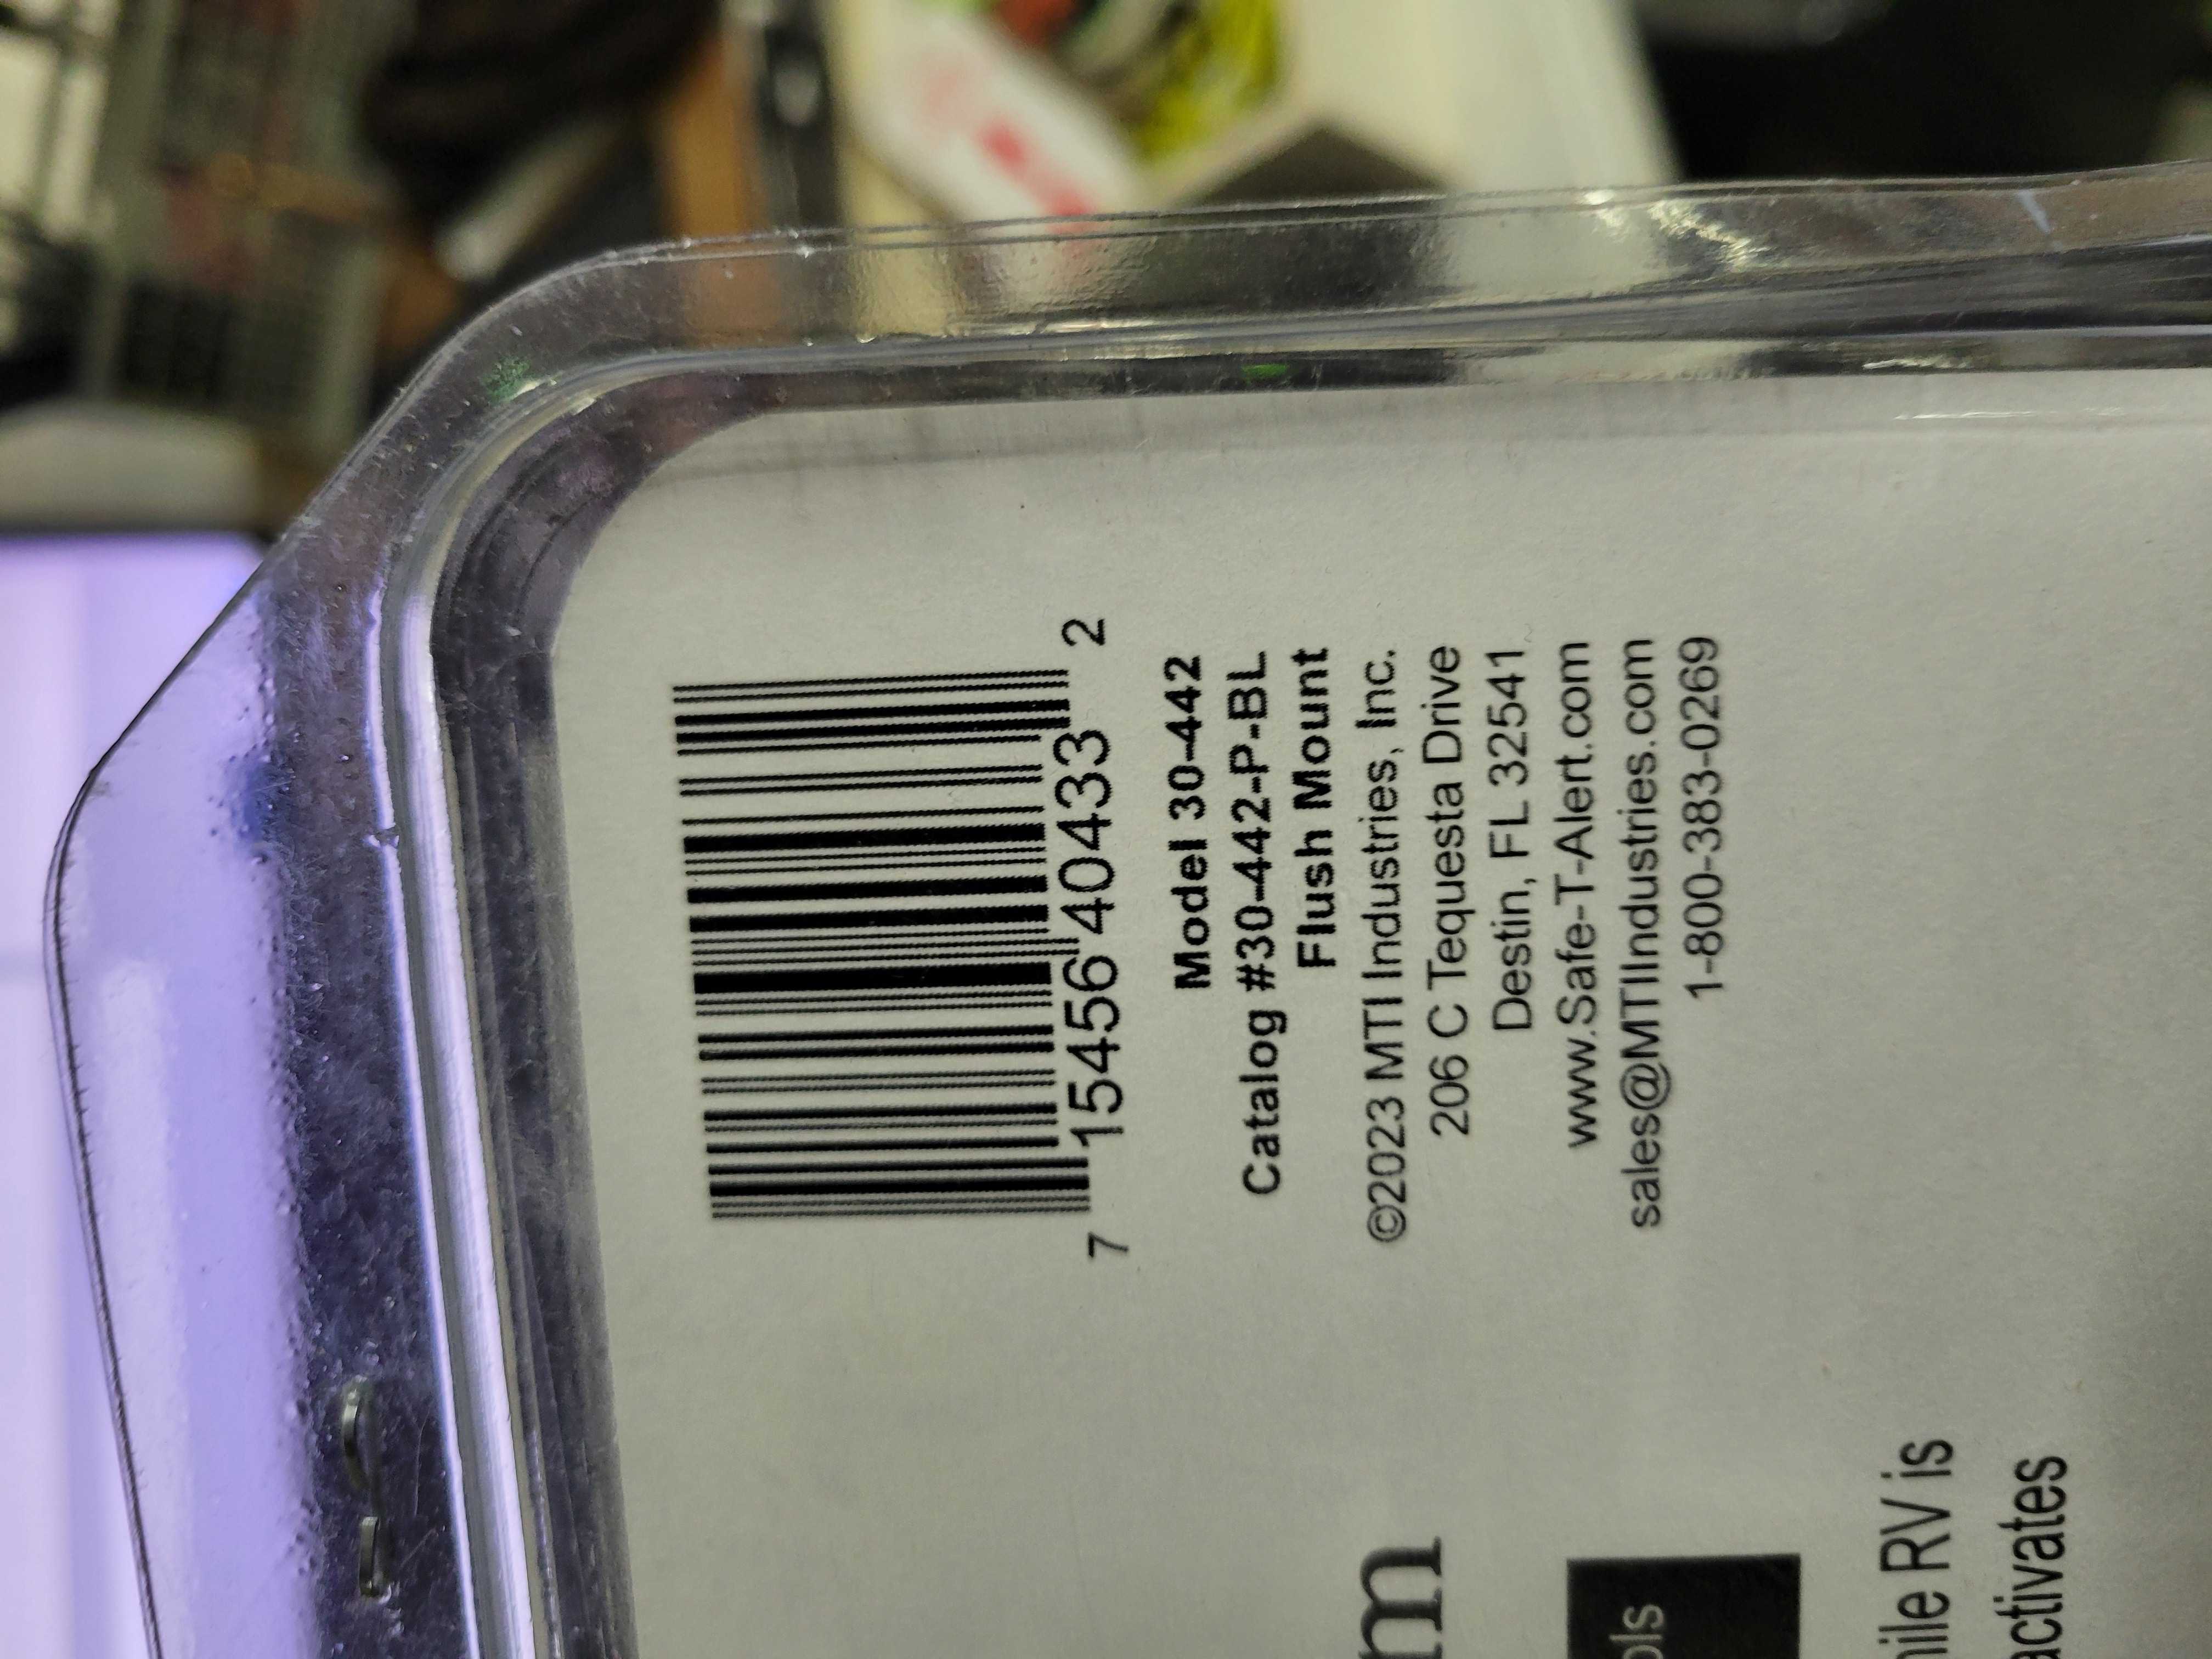 7 15456 40433 2
Model 30-442
Catalog #30-442-P-BL
Flush Mount
©2023 MTI Industries, Inc.
206 C Tequesta Drive
Destin, FL 32541
www.Safe-T-Alert.com
sales@MTIIndustries.com
1-800-383-0269
RV is
activates